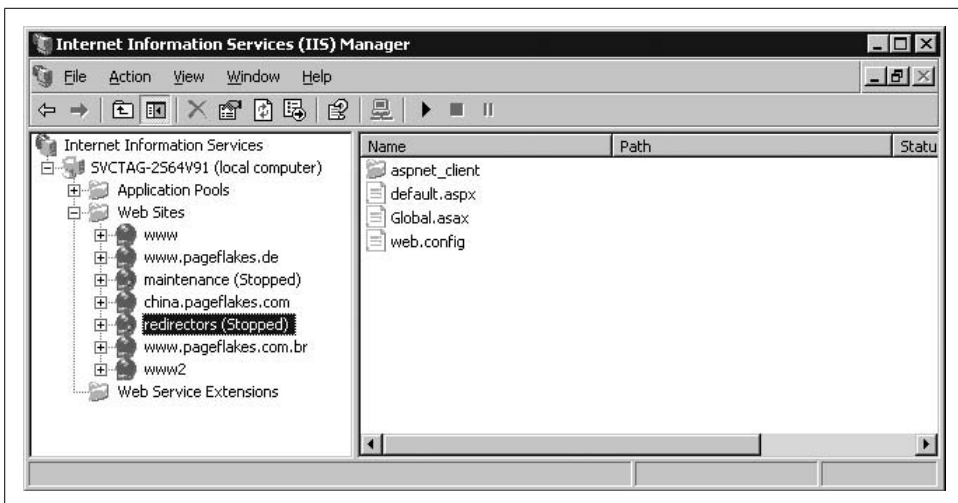 Internet Information Services (IIS) Manager
File Action View Window Help
Internet Information Services
SVCTAG-2S64V91 (local computer)
Application Pools
Web Sites
www
www.pageflakes.de
maintenance (Stopped)
china.pageflakes.com
redirectors (Stopped)
www.pageflakes.com.br
www2
Web Service Extensions
Name Path Statu
aspnet_client
default.aspx
Global.asax
web.config